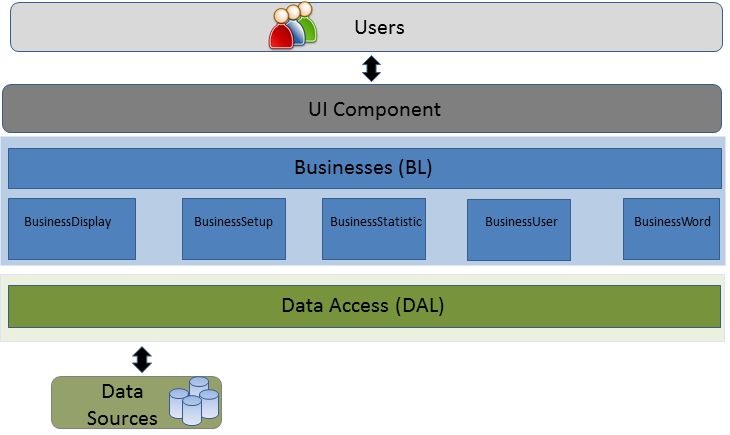 Users
UI Component
Businesses (BL)
BusinessDisplay
BusinessSetup
BusinessStatistic
BusinessUser
BusinessWord
Data Access (DAL)
Data
Sources